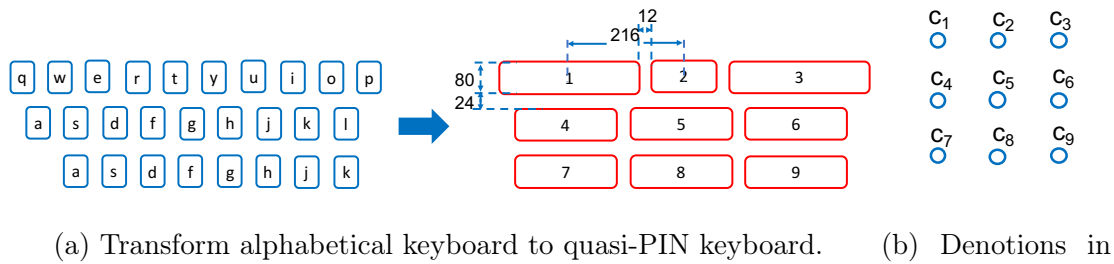 12
216
q w e r t y u i o p
80
1 2 3
24
a s d f g h j k l
4 5 6
a s d f g h j k
7 8 9
C1 C2 C3
C4 C5 C6
C7 C8 C9
(a) Transform alphabetical keyboard to quasi-PIN keyboard.
(b) Denotions in